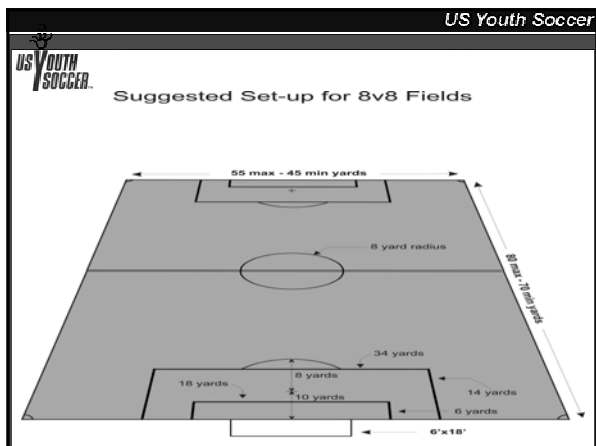 US Youth Soccer
US YOUTH
SOCCER™
Suggested Set-up for 8v8 Fields
55 max - 45 min yards
8 yard radius
80 max - 70 min yards
34 yards
8 yards
18 yards
14 yards
10 yards
6 yards
6'x18'